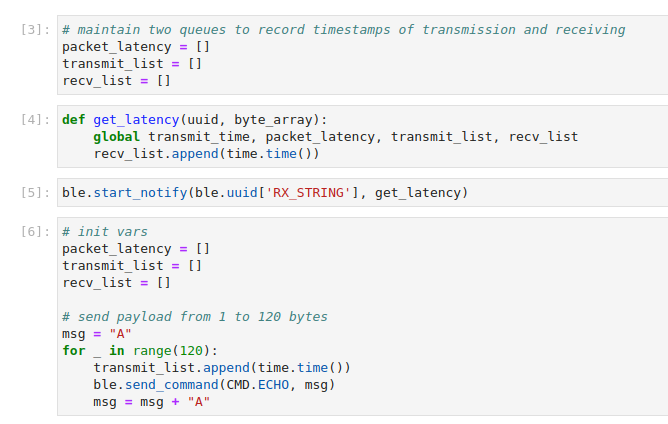 [3]: # maintain two queues to record timestamps of transmission and receiving
packet_latency = []
transmit_list = []
recv_list = []
[4]: def get_latency(uuid, byte_array):
    global transmit_time, packet_latency, transmit_list, recv_list
    recv_list.append(time.time())
[5]: ble.start_notify(ble.uuid['RX_STRING'], get_latency)
[6]: # init vars
packet_latency = []
transmit_list = []
recv_list = []

# send payload from 1 to 120 bytes
msg = "A"
for _ in range(120):
    transmit_list.append(time.time())
    ble.send_command(CMD.ECHO, msg)
    msg = msg + "A"